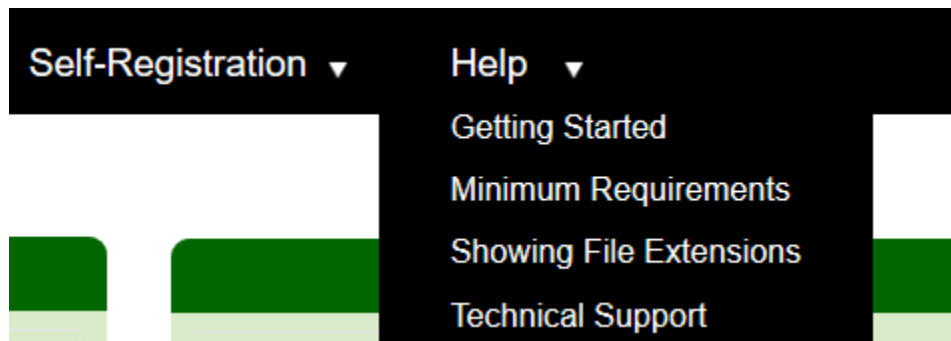 Self-Registration ▼ Help ▼
Getting Started
Minimum Requirements
Showing File Extensions
Technical Support